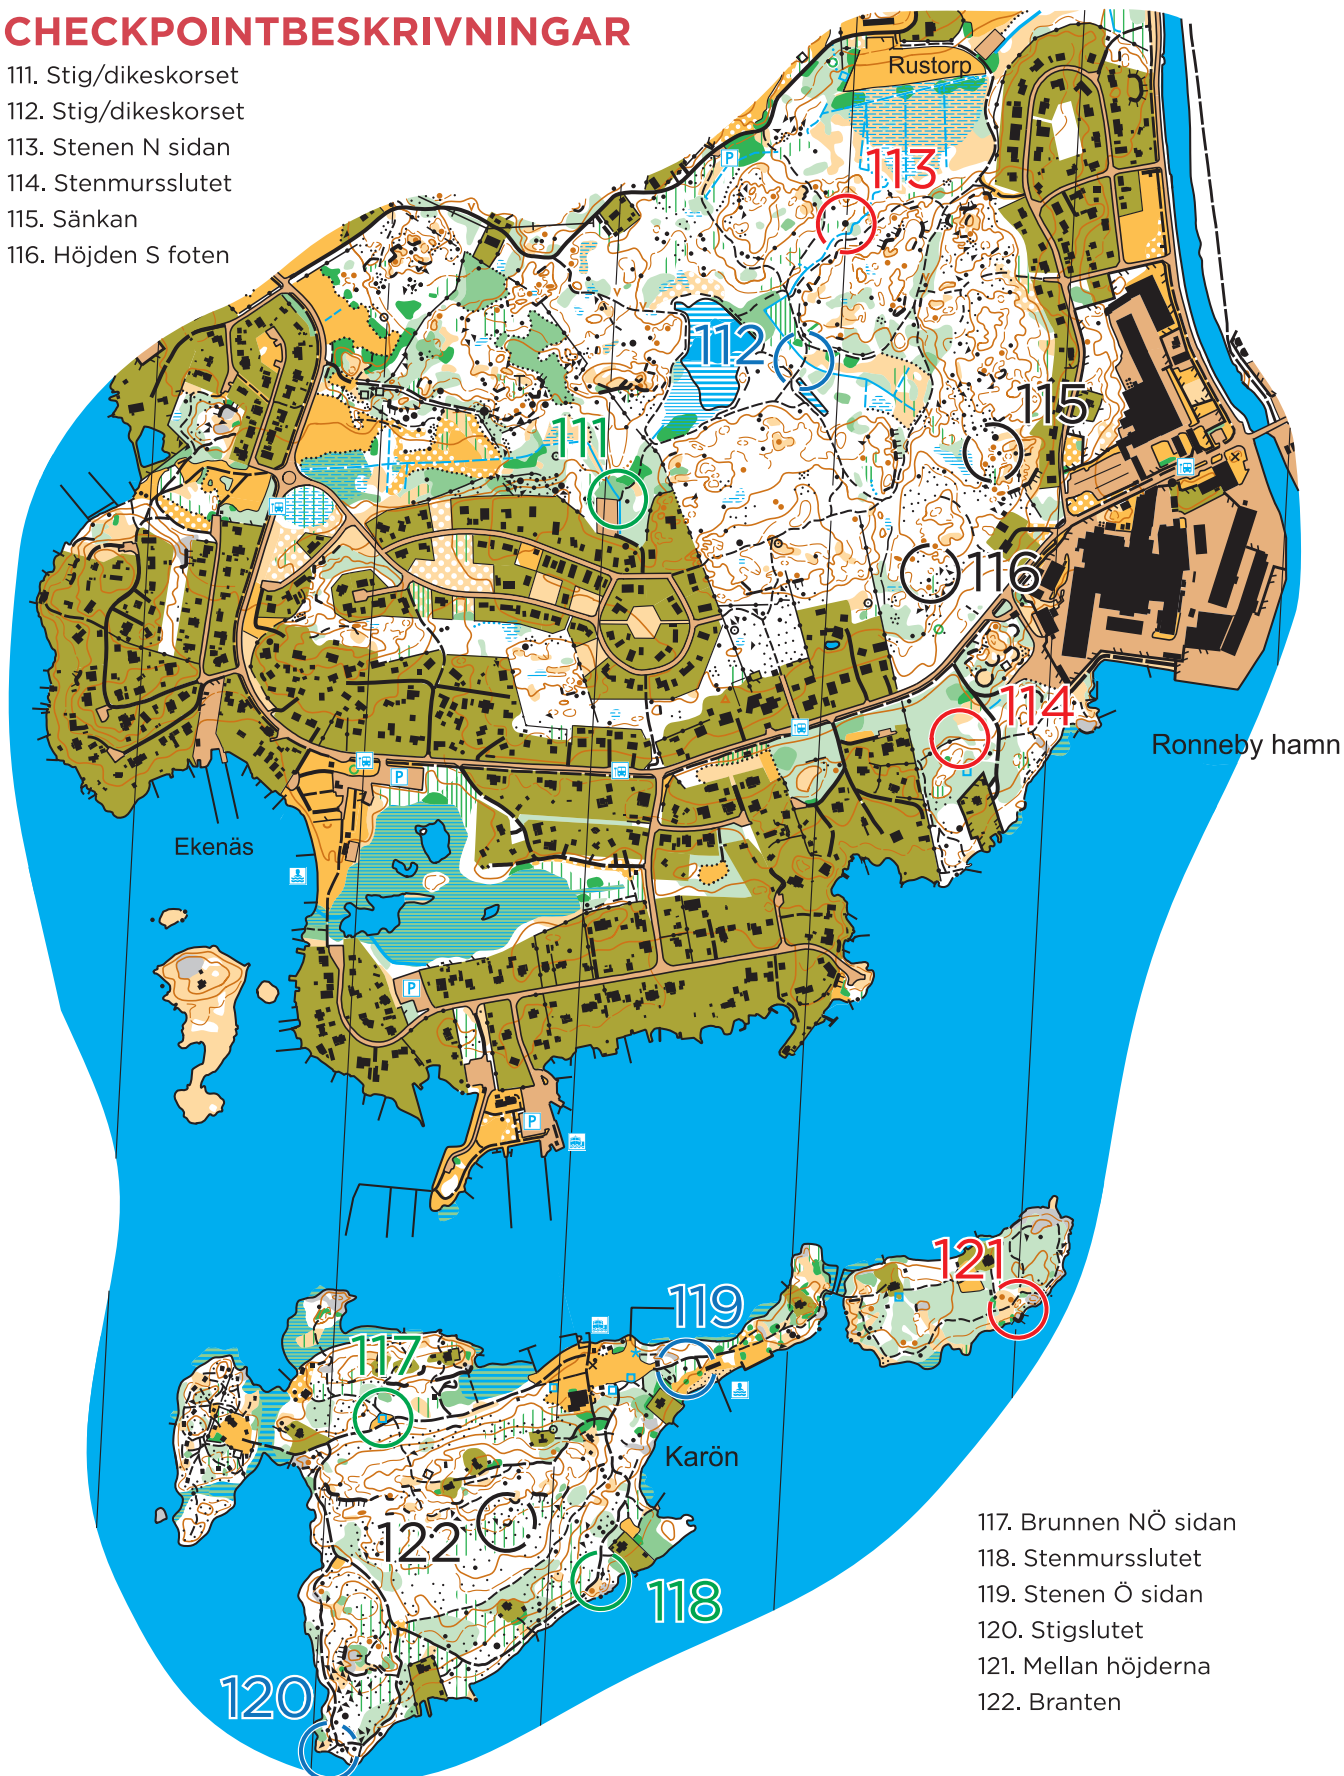 CHECKPOINTBESKRIVNINGAR
111. Stig/dikeskorset
112. Stig/dikeskorset
113. Stenen N sidan
114. Stenmursslutet
115. Sänkan
116. Höjden S foten
Rustorp
P
113
112
115
111
116
114
Ronneby hamn
P
Ekenäs
P
P
121
119
117
Karön
122
118
120
117. Brunnen NÖ sidan
118. Stenmursslutet
119. Stenen Ö sidan
120. Stigslutet
121. Mellan höjderna
122. Branten